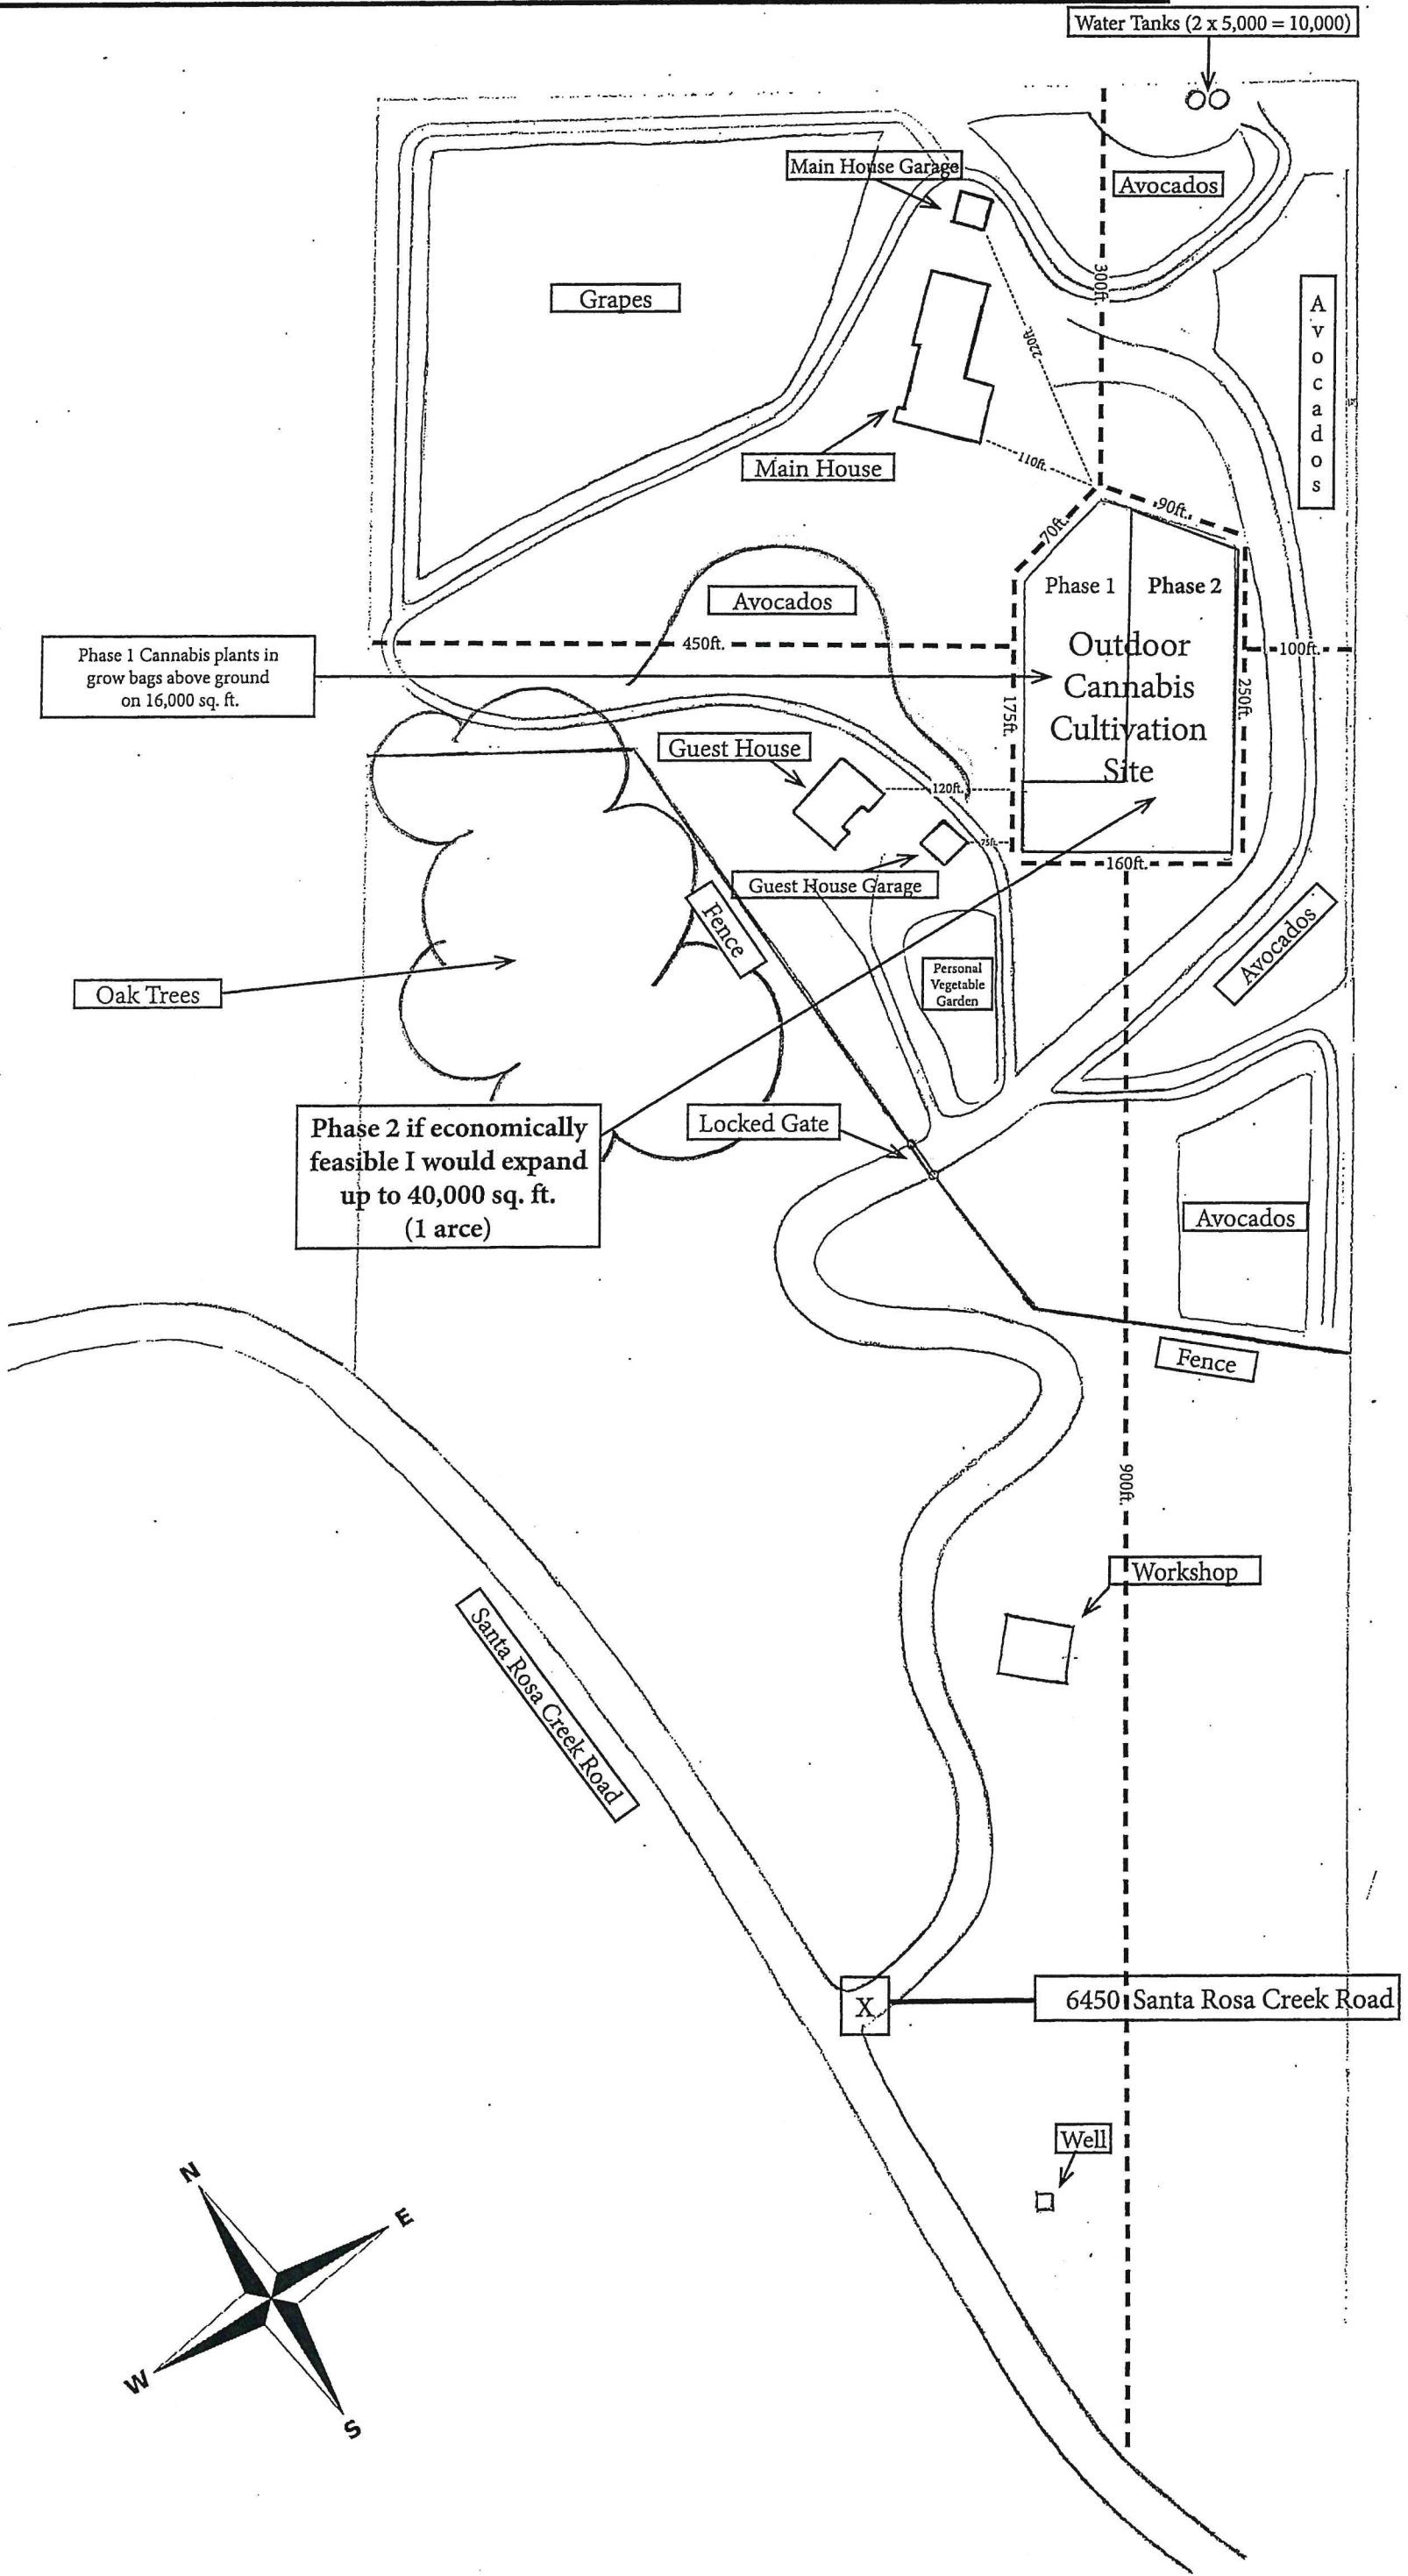 Water Tanks (2 x 5,000 = 10,000)
Main House Garage
Avocados
Grapes
300ft.
220ft.
A
v
o
c
a
d
o
s
Main House
110ft.
90ft.
70ft.
Phase 1
Phase 2
Avocados
450ft.
100ft.
Phase 1 Cannabis plants in
grow bags above ground
on 16,000 sq. ft.
Outdoor
Cannabis
Cultivation
Site
175ft.
250ft.
Guest House
120ft.
75ft.
160ft.
Guest House Garage
Fence
Avocados
Personal
Vegetable
Garden
Oak Trees
Phase 2 if economically
feasible I would expand
up to 40,000 sq. ft.
(1 arce)
Locked Gate
Avocados
Fence
900ft.
Workshop
Santa Rosa Creek Road
X
6450 Santa Rosa Creek Road
Well
N
E
W
S